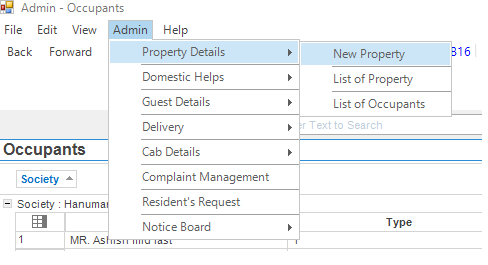 Admin - Occupants
File Edit View Admin Help
Back Forward
Property Details
Domestic Helps
Guest Details
Delivery
Cab Details
Complaint Management
Resident's Request
Notice Board
New Property
List of Property
List of Occupants
B16
er Text to Search
Occupants
Society
Society : Hanuman
Type
1 MR. Ashish mid last 1